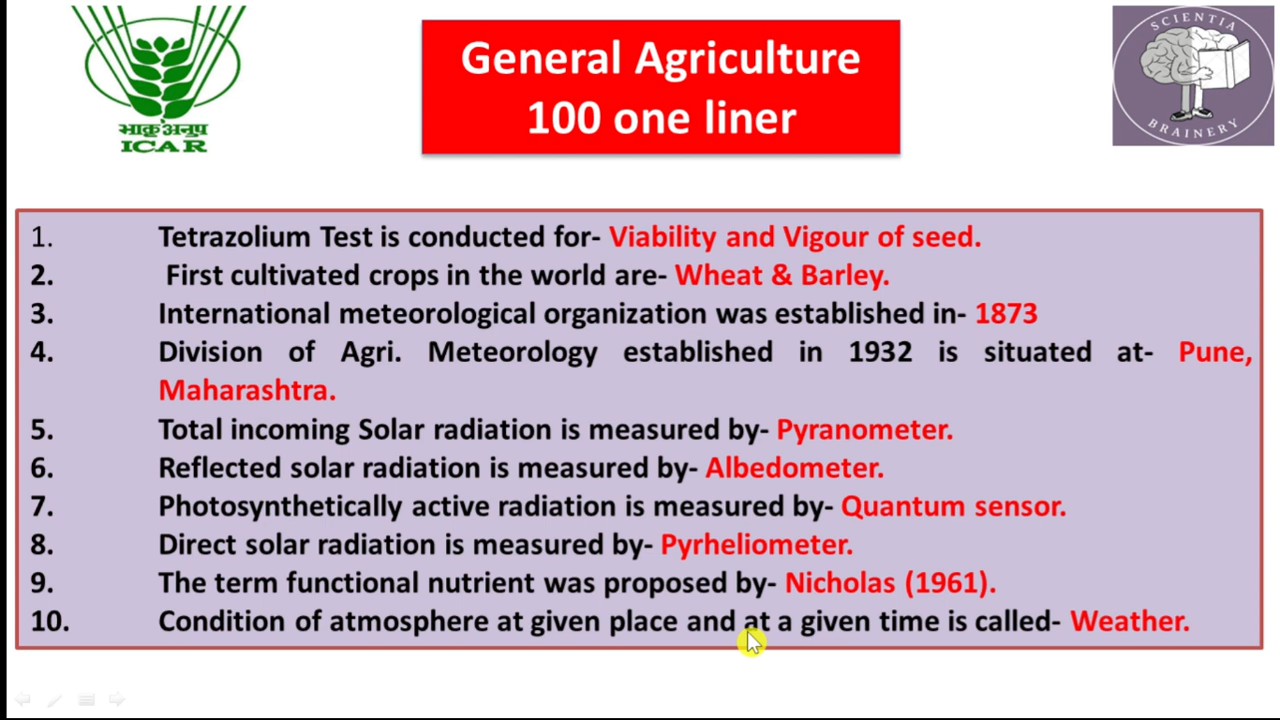 भाकृअनुप
ICAR
General Agriculture
100 one liner
SCIENTIA
BRAINERY
1. Tetrazolium Test is conducted for- Viability and Vigour of seed.
2. First cultivated crops in the world are- Wheat & Barley.
3. International meteorological organization was established in- 1873
4. Division of Agri. Meteorology established in 1932 is situated at- Pune,
Maharashtra.
5. Total incoming Solar radiation is measured by- Pyranometer.
6. Reflected solar radiation is measured by- Albedometer.
7. Photosynthetically active radiation is measured by- Quantum sensor.
8. Direct solar radiation is measured by- Pyrheliometer.
9. The term functional nutrient was proposed by- Nicholas (1961).
10. Condition of atmosphere at given place and at a given time is called- Weather.